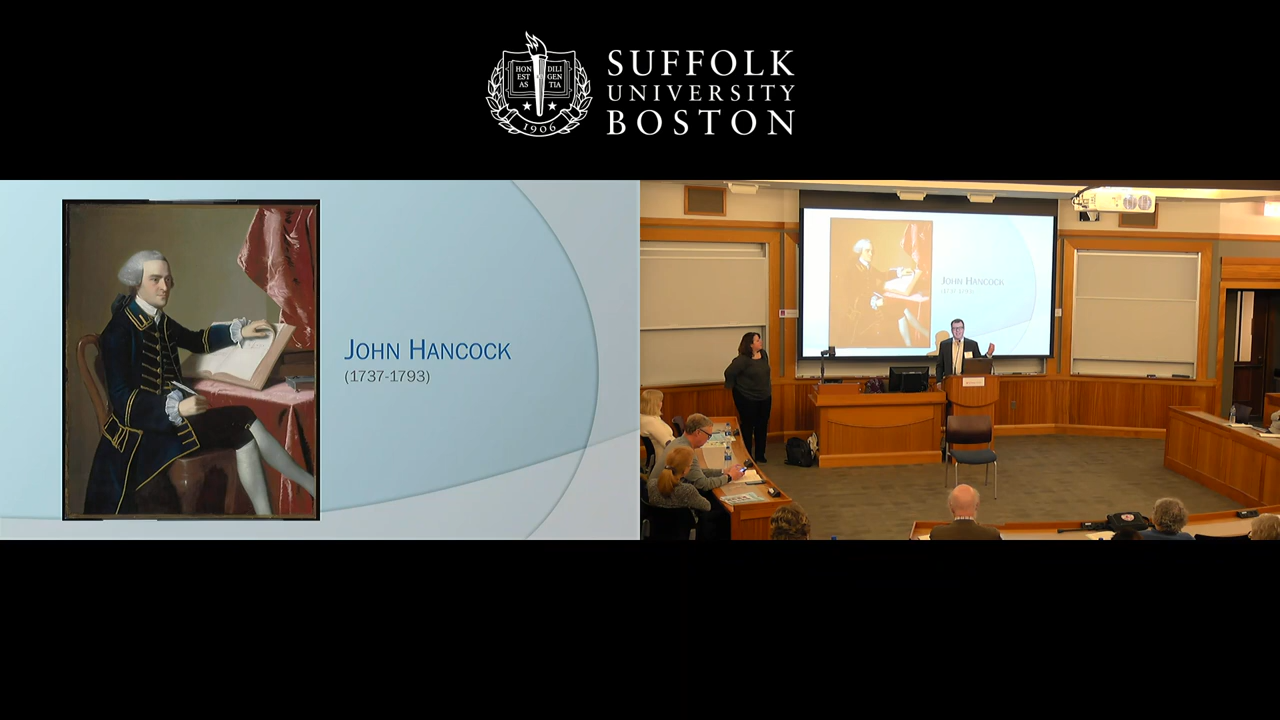 HON DILI
EST GEN
AS TIA
1906
SUFFOLK
UNIVERSITY
BOSTON
JOHN HANCOCK
(1737-1793)
JOHN HANCOCK